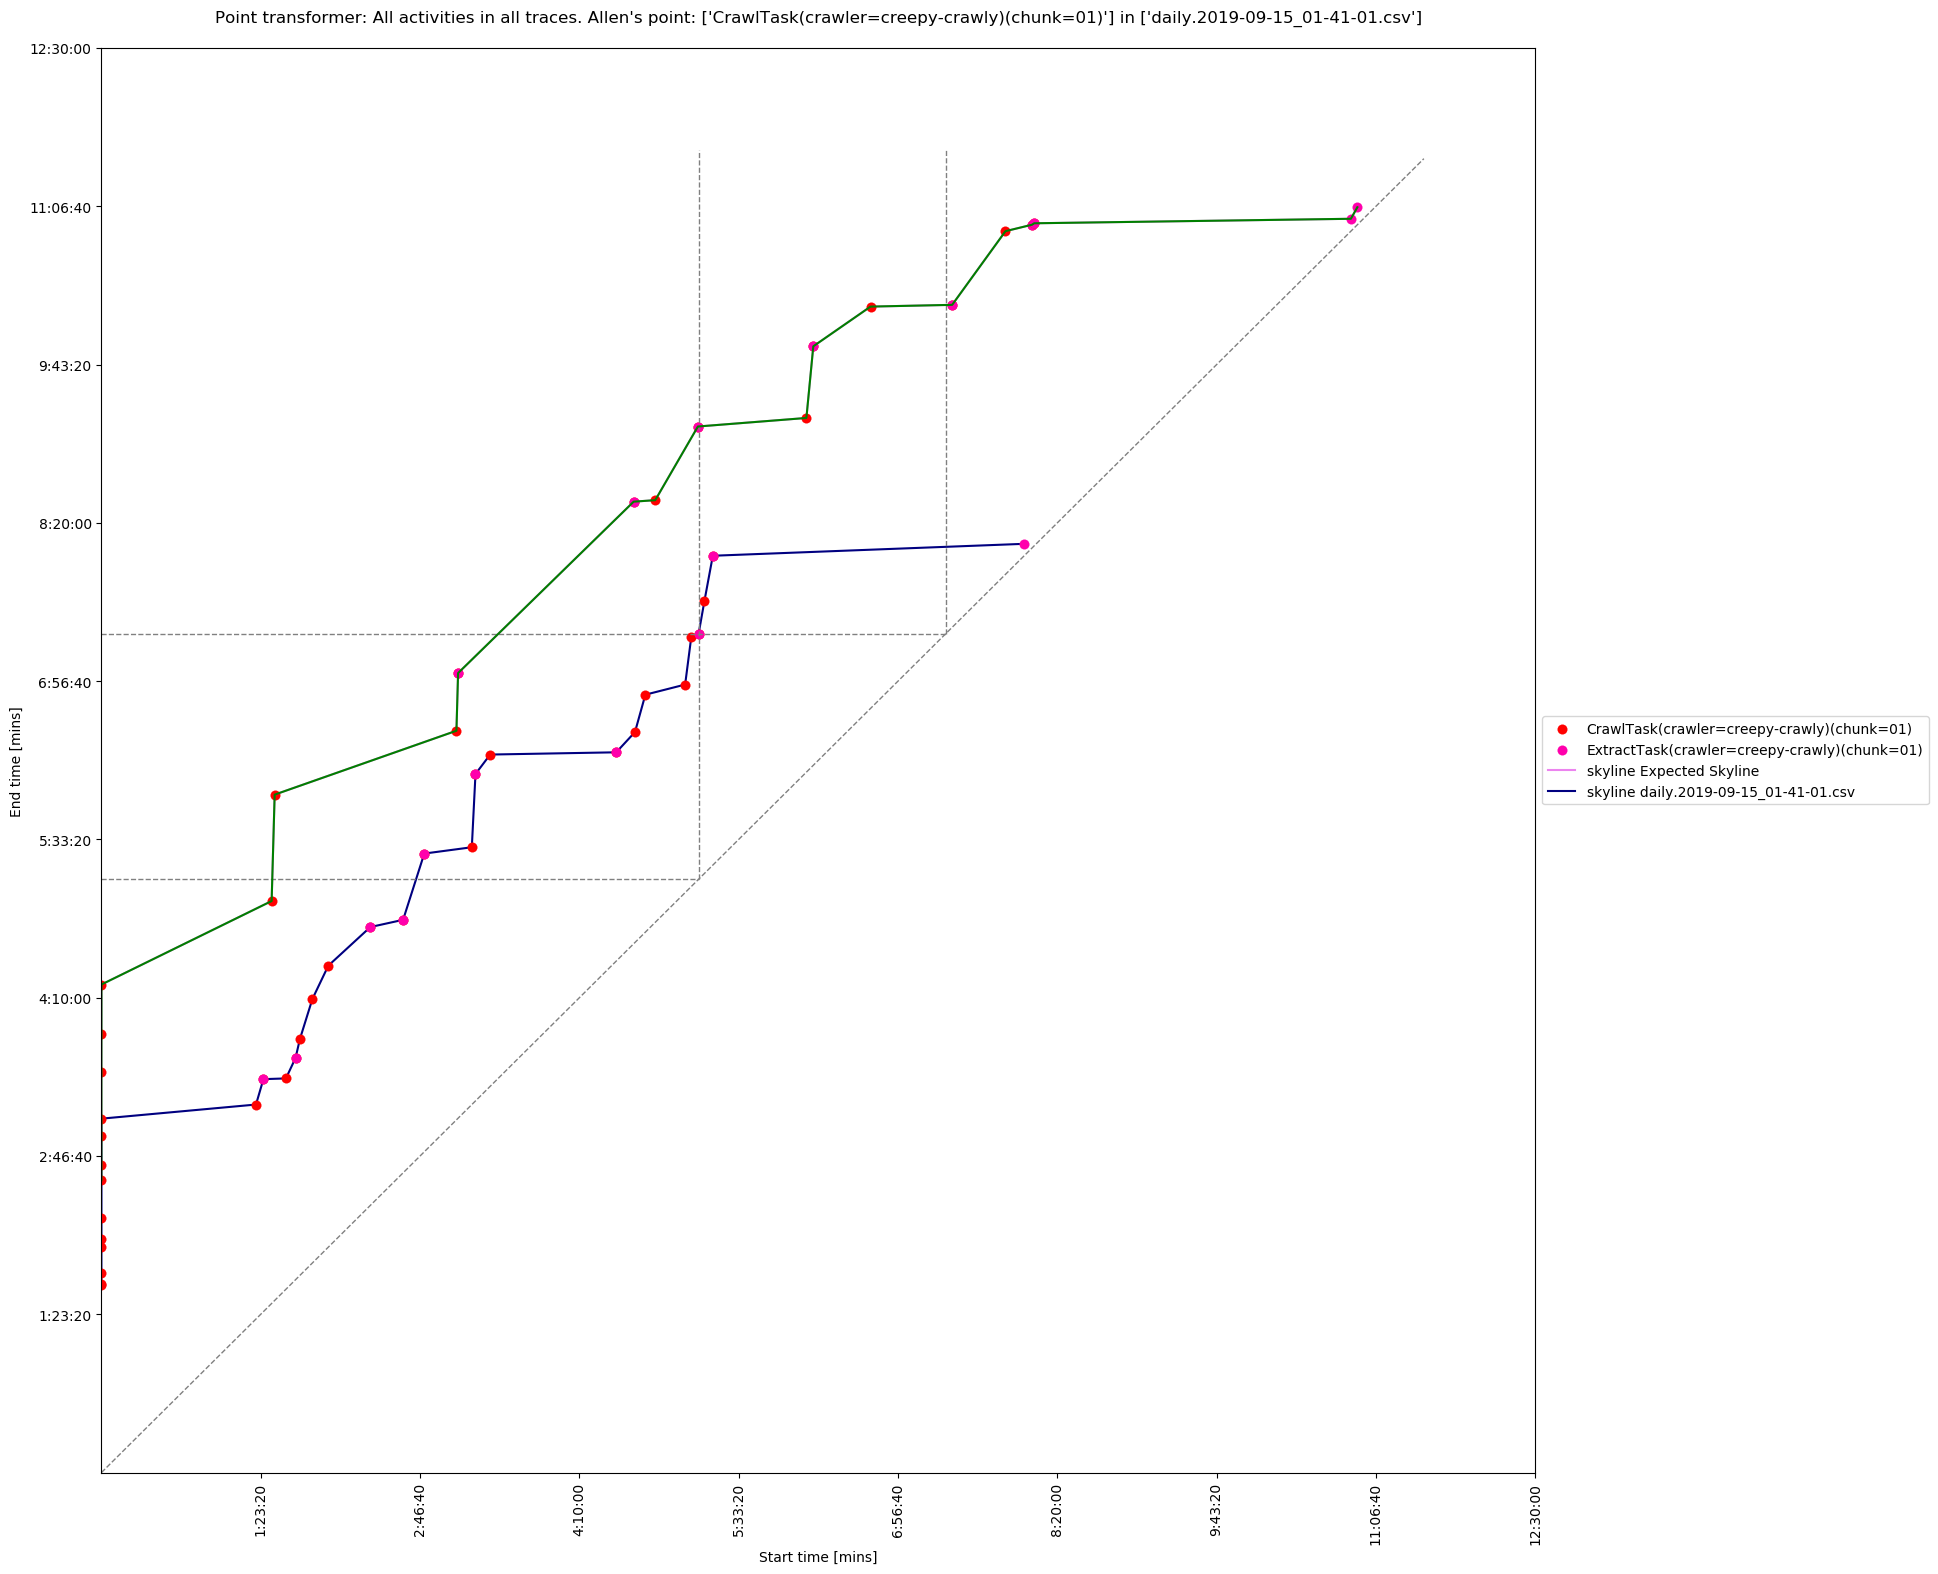 Point transformer: All activities in all traces. Allen's point: ['CrawlTask(crawler=creepy-crawly)(chunk=01)'] in ['daily.2019-09-15_01-41-01.csv']
12:30:00
11:06:40
9:43:20
8:20:00
6:56:40
5:33:20
4:10:00
2:46:40
1:23:20
End time [mins]
CrawlTask(crawler=creepy-crawly)(chunk=01)
ExtractTask(crawler=creepy-crawly)(chunk=01)
skyline Expected Skyline
skyline daily.2019-09-15_01-41-01.csv
1:23:20
2:46:40
4:10:00
5:33:20
6:56:40
8:20:00
9:43:20
11:06:40
12:30:00
Start time [mins]